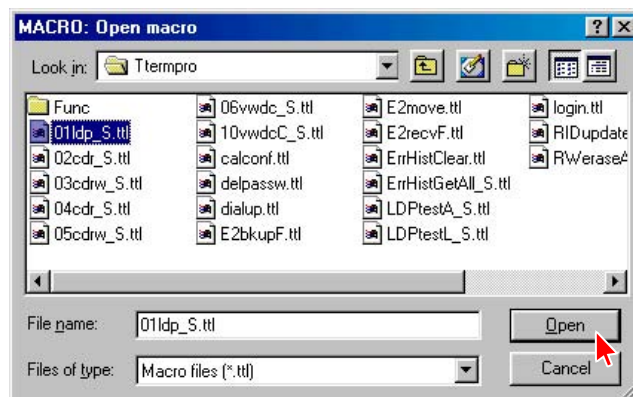 MACRO: Open macro
Look in: Ttermpro
Func
01ldp_S.ttl
02cdr_S.ttl
03cdrw_S.ttl
04cdr_S.ttl
05cdrw_S.ttl
06vwdc_S.ttl
10vwdcC_S.ttl
calconf.ttl
delpassw.ttl
dialup.ttl
E2bkupF.ttl
E2move.ttl
E2recvF.ttl
ErrHistClear.ttl
ErrHistGetAll_S.ttl
LDPtestA_S.ttl
LDPtestL_S.ttl
login.ttl
RIDupdate
RWeraseA
File name: 01ldp_S.ttl Open
Files of type: Macro files (*.ttl) Cancel